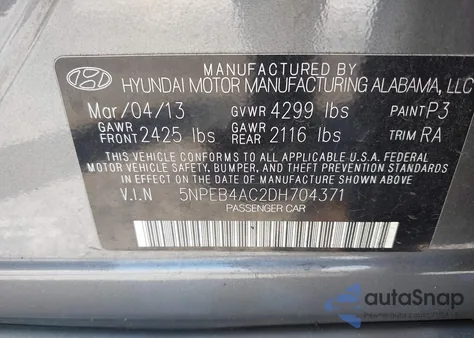 MANUFACTURED BY
HYUNDAI MOTOR MANUFACTURING ALABAMA, LLC
Mar/04/13 GVWR 4299 lbs PAINT P3
GAWR FRONT 2425 lbs GAWR REAR 2116 lbs TRIM RA
THIS VEHICLE CONFORMS TO ALL APPLICABLE U.S.A FEDERAL
MOTOR VEHICLE SAFETY, BUMPER, AND THEFT PREVENTION
STANDARDS IN EFFECT ON THE DATE OF MANUFACTURE
SHOWN ABOVE.
V.I.N 5NPEB4AC2DH704371
PASSENGER CAR
autoSnap